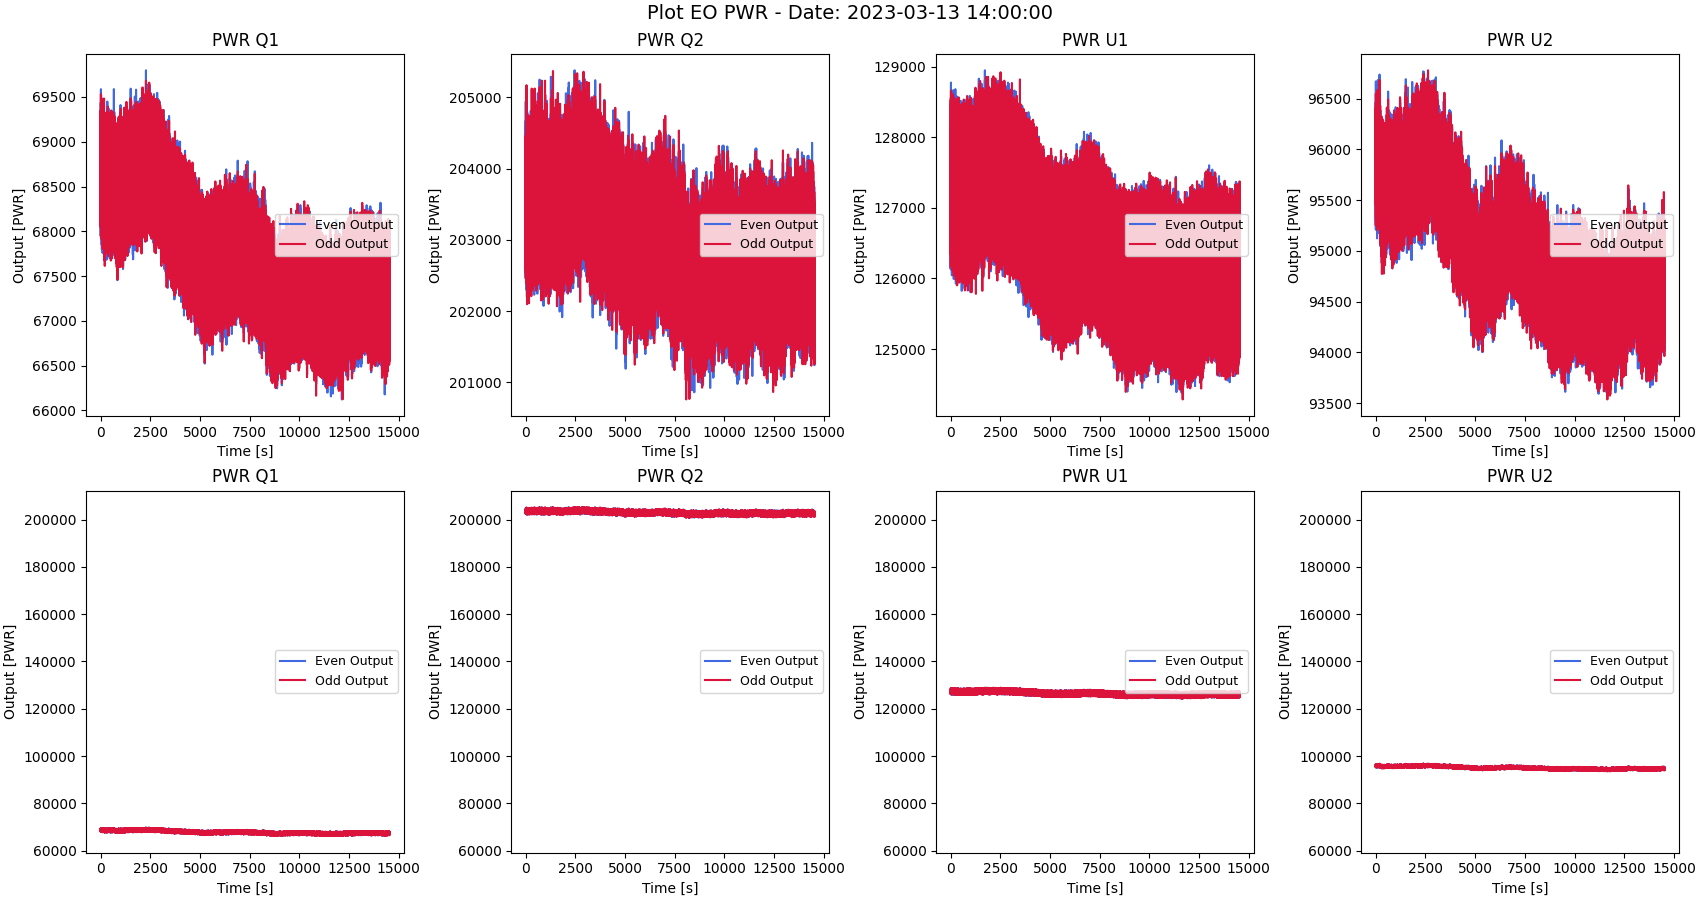 Plot EO PWR - Date: 2023-03-13 14:00:00
PWR Q1
PWR Q2
PWR U1
PWR U2
Output [PWR]
69500
69000
68500
68000
67500
67000
66500
66000
Even Output
Odd Output
0 2500 5000 7500 10000 12500 15000
Time [s]
Output [PWR]
205000
204000
203000
202000
201000
Even Output
Odd Output
0 2500 5000 7500 10000 12500 15000
Time [s]
Output [PWR]
129000
128000
127000
126000
125000
Even Output
Odd Output
0 2500 5000 7500 10000 12500 15000
Time [s]
Output [PWR]
96500
96000
95500
95000
94500
94000
93500
Even Output
Odd Output
0 2500 5000 7500 10000 12500 15000
Time [s]
PWR Q1
PWR Q2
PWR U1
PWR U2
Output [PWR]
200000
180000
160000
140000
120000
100000
80000
60000
Even Output
Odd Output
0 2500 5000 7500 10000 12500 15000
Time [s]
Output [PWR]
200000
180000
160000
140000
120000
100000
80000
60000
Even Output
Odd Output
0 2500 5000 7500 10000 12500 15000
Time [s]
Output [PWR]
200000
180000
160000
140000
120000
100000
80000
60000
Even Output
Odd Output
0 2500 5000 7500 10000 12500 15000
Time [s]
Output [PWR]
200000
180000
160000
140000
120000
100000
80000
60000
Even Output
Odd Output
0 2500 5000 7500 10000 12500 15000
Time [s]